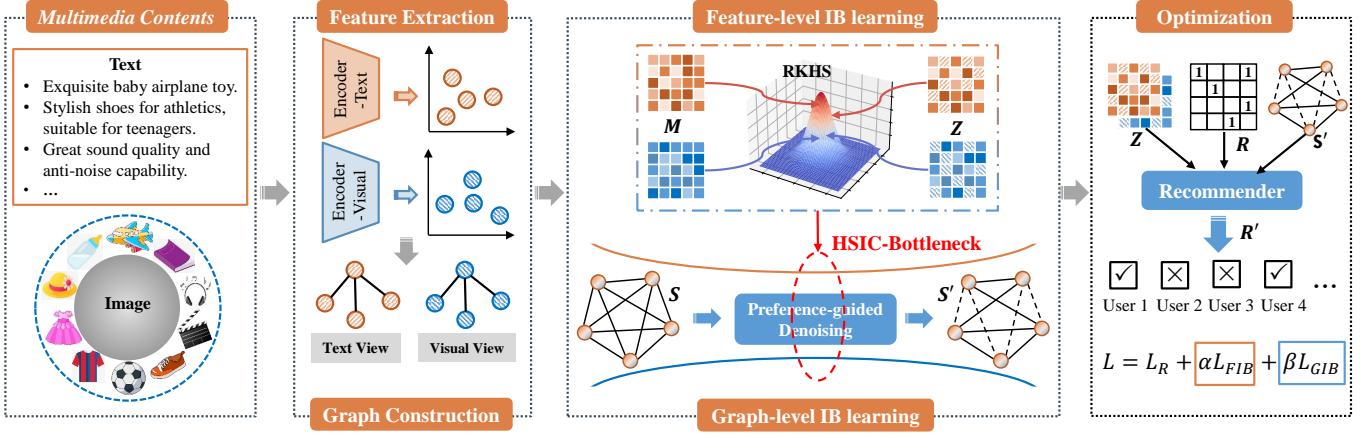 Multimedia Contents
Text
• Exquisite baby airplane toy.
• Stylish shoes for athletics,
suitable for teenagers.
• Great sound quality and
anti-noise capability.
• ...
Image
Feature Extraction
Encoder
-Text
Encoder
-Visual
Text View
Visual View
Graph Construction
Feature-level IB learning
RKHS
M
Z
HSIC-Bottleneck
S
Preference-guided
Denoising
S'
Graph-level IB learning
Optimization
1 1
1
1
1
Z
R
S'
Recommender
R'
User 1 User 2 User 3 User 4 ...
L = L_R + αL_FIB + βL_GIB